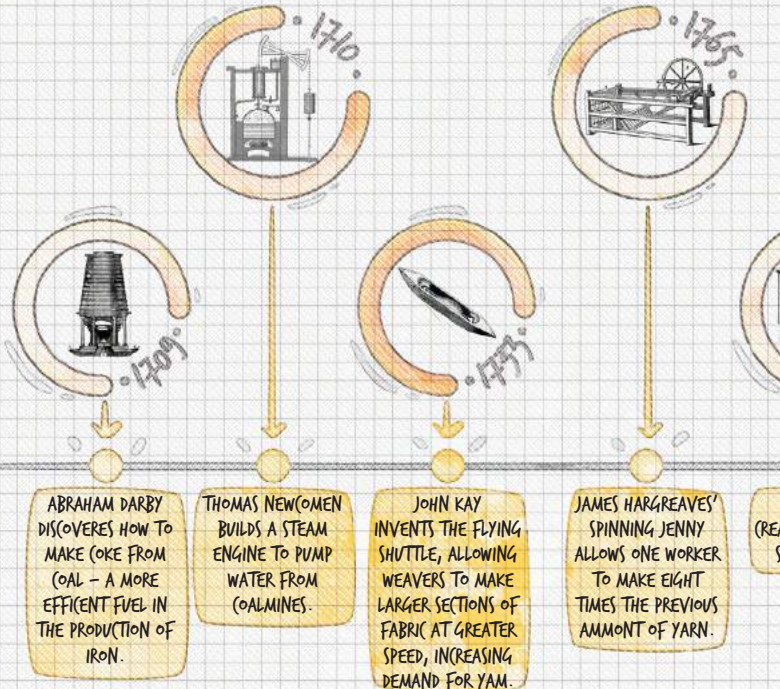 1709
ABRAHAM DARBY
DISCOVERES HOW TO
MAKE COKE FROM
COAL – A MORE
EFFICENT FUEL IN
THE PRODUCTION OF
IRON.
1710
THOMAS NEWCOMEN
BUILDS A STEAM
ENGINE TO PUMP
WATER FROM
COALMINES.
1733
JOHN KAY
INVENTS THE FLYING
SHUTTLE, ALLOWING
WEAVERS TO MAKE
LARGER SECTIONS OF
FABRIC AT GREATER
SPEED, INCREASING
DEMAND FOR YAM.
1765
JAMES HARGREAVES'
SPINNING JENNY
ALLOWS ONE WORKER
TO MAKE EIGHT
TIMES THE PREVIOUS
AMMONT OF YARN.
CREA
S